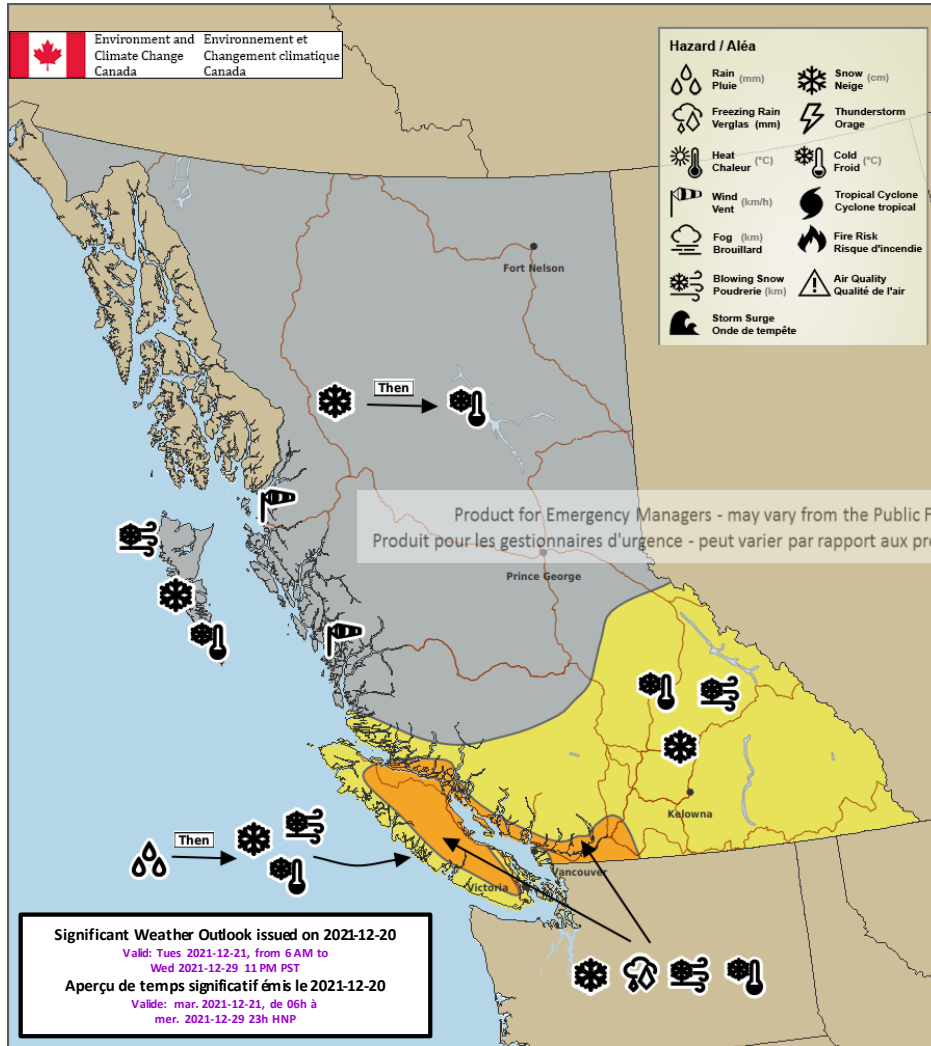 Environment and Environnement et
Climate Change Changement climatique
Canada Canada
Hazard / Aléa
Rain (mm)
Pluie
Snow (cm)
Neige
Freezing Rain
Verglas (mm)
Thunderstorm
Orage
Heat (°C)
Chaleur
Cold (°C)
Froid
Wind (km/h)
Vent
Tropical Cyclone
Cyclone tropical
Fog (km)
Brouillard
Fire Risk
Risque d'incendie
Blowing Snow
Poudrerie (km)
Air Quality
Qualité de l'air
Storm Surge
Onde de tempête
Fort Nelson
Then
Product for Emergency Managers - may vary from the Public F
Produit pour les gestionnaires d'urgence - peut varier par rapport aux pr
Prince George
Kelowna
Then
Vancouver
Victoria
Significant Weather Outlook issued on 2021-12-20
Valid: Tues 2021-12-21, from 6 AM to
Wed 2021-12-29 11 PM PST
Aperçu de temps significatif émis le 2021-12-20
Valide: mar. 2021-12-21, de 06h à
mer. 2021-12-29 23h HNP